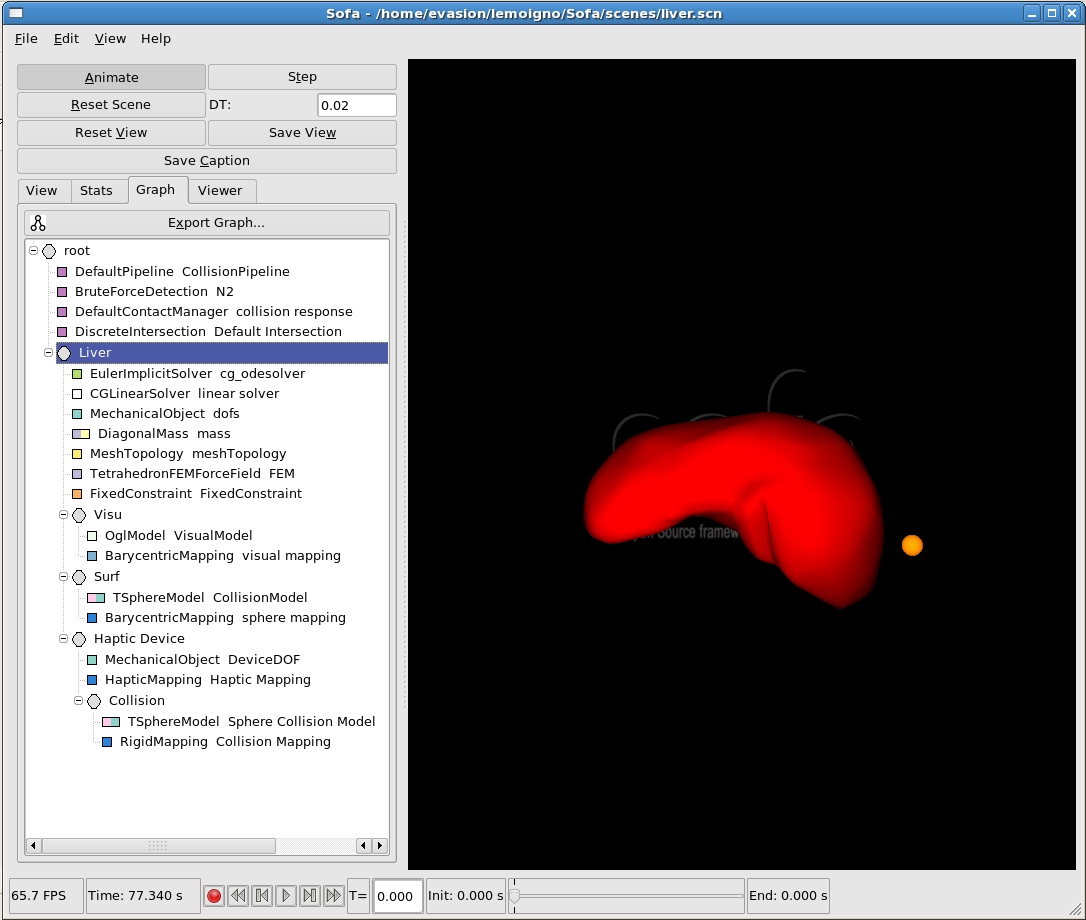 Sofa - /home/evasion/lemoigno/Sofa/scenes/liver.scn
File Edit View Help
Animate Step
Reset Scene DT: 0.02
Reset View Save View
Save Caption
View Stats Graph Viewer
Export Graph...
root
DefaultPipeline CollisionPipeline
BruteForceDetection N2
DefaultContactManager collision response
DiscreteIntersection Default Intersection
Liver
EulerImplicitSolver cg_odesolver
CGLinearSolver linear solver
MechanicalObject dofs
DiagonalMass mass
MeshTopology meshTopology
TetrahedronFEMForceField FEM
FixedConstraint FixedConstraint
Visu
OglModel VisualModel
BarycentricMapping visual mapping
Surf
TSphereModel CollisionModel
BarycentricMapping sphere mapping
Haptic Device
MechanicalObject DeviceDOF
HapticMapping Haptic Mapping
Collision
TSphereModel Sphere Collision Model
RigidMapping Collision Mapping
Source
65.7 FPS Time: 77.340 s T= 0.000 Init: 0.000 s End: 0.000 s